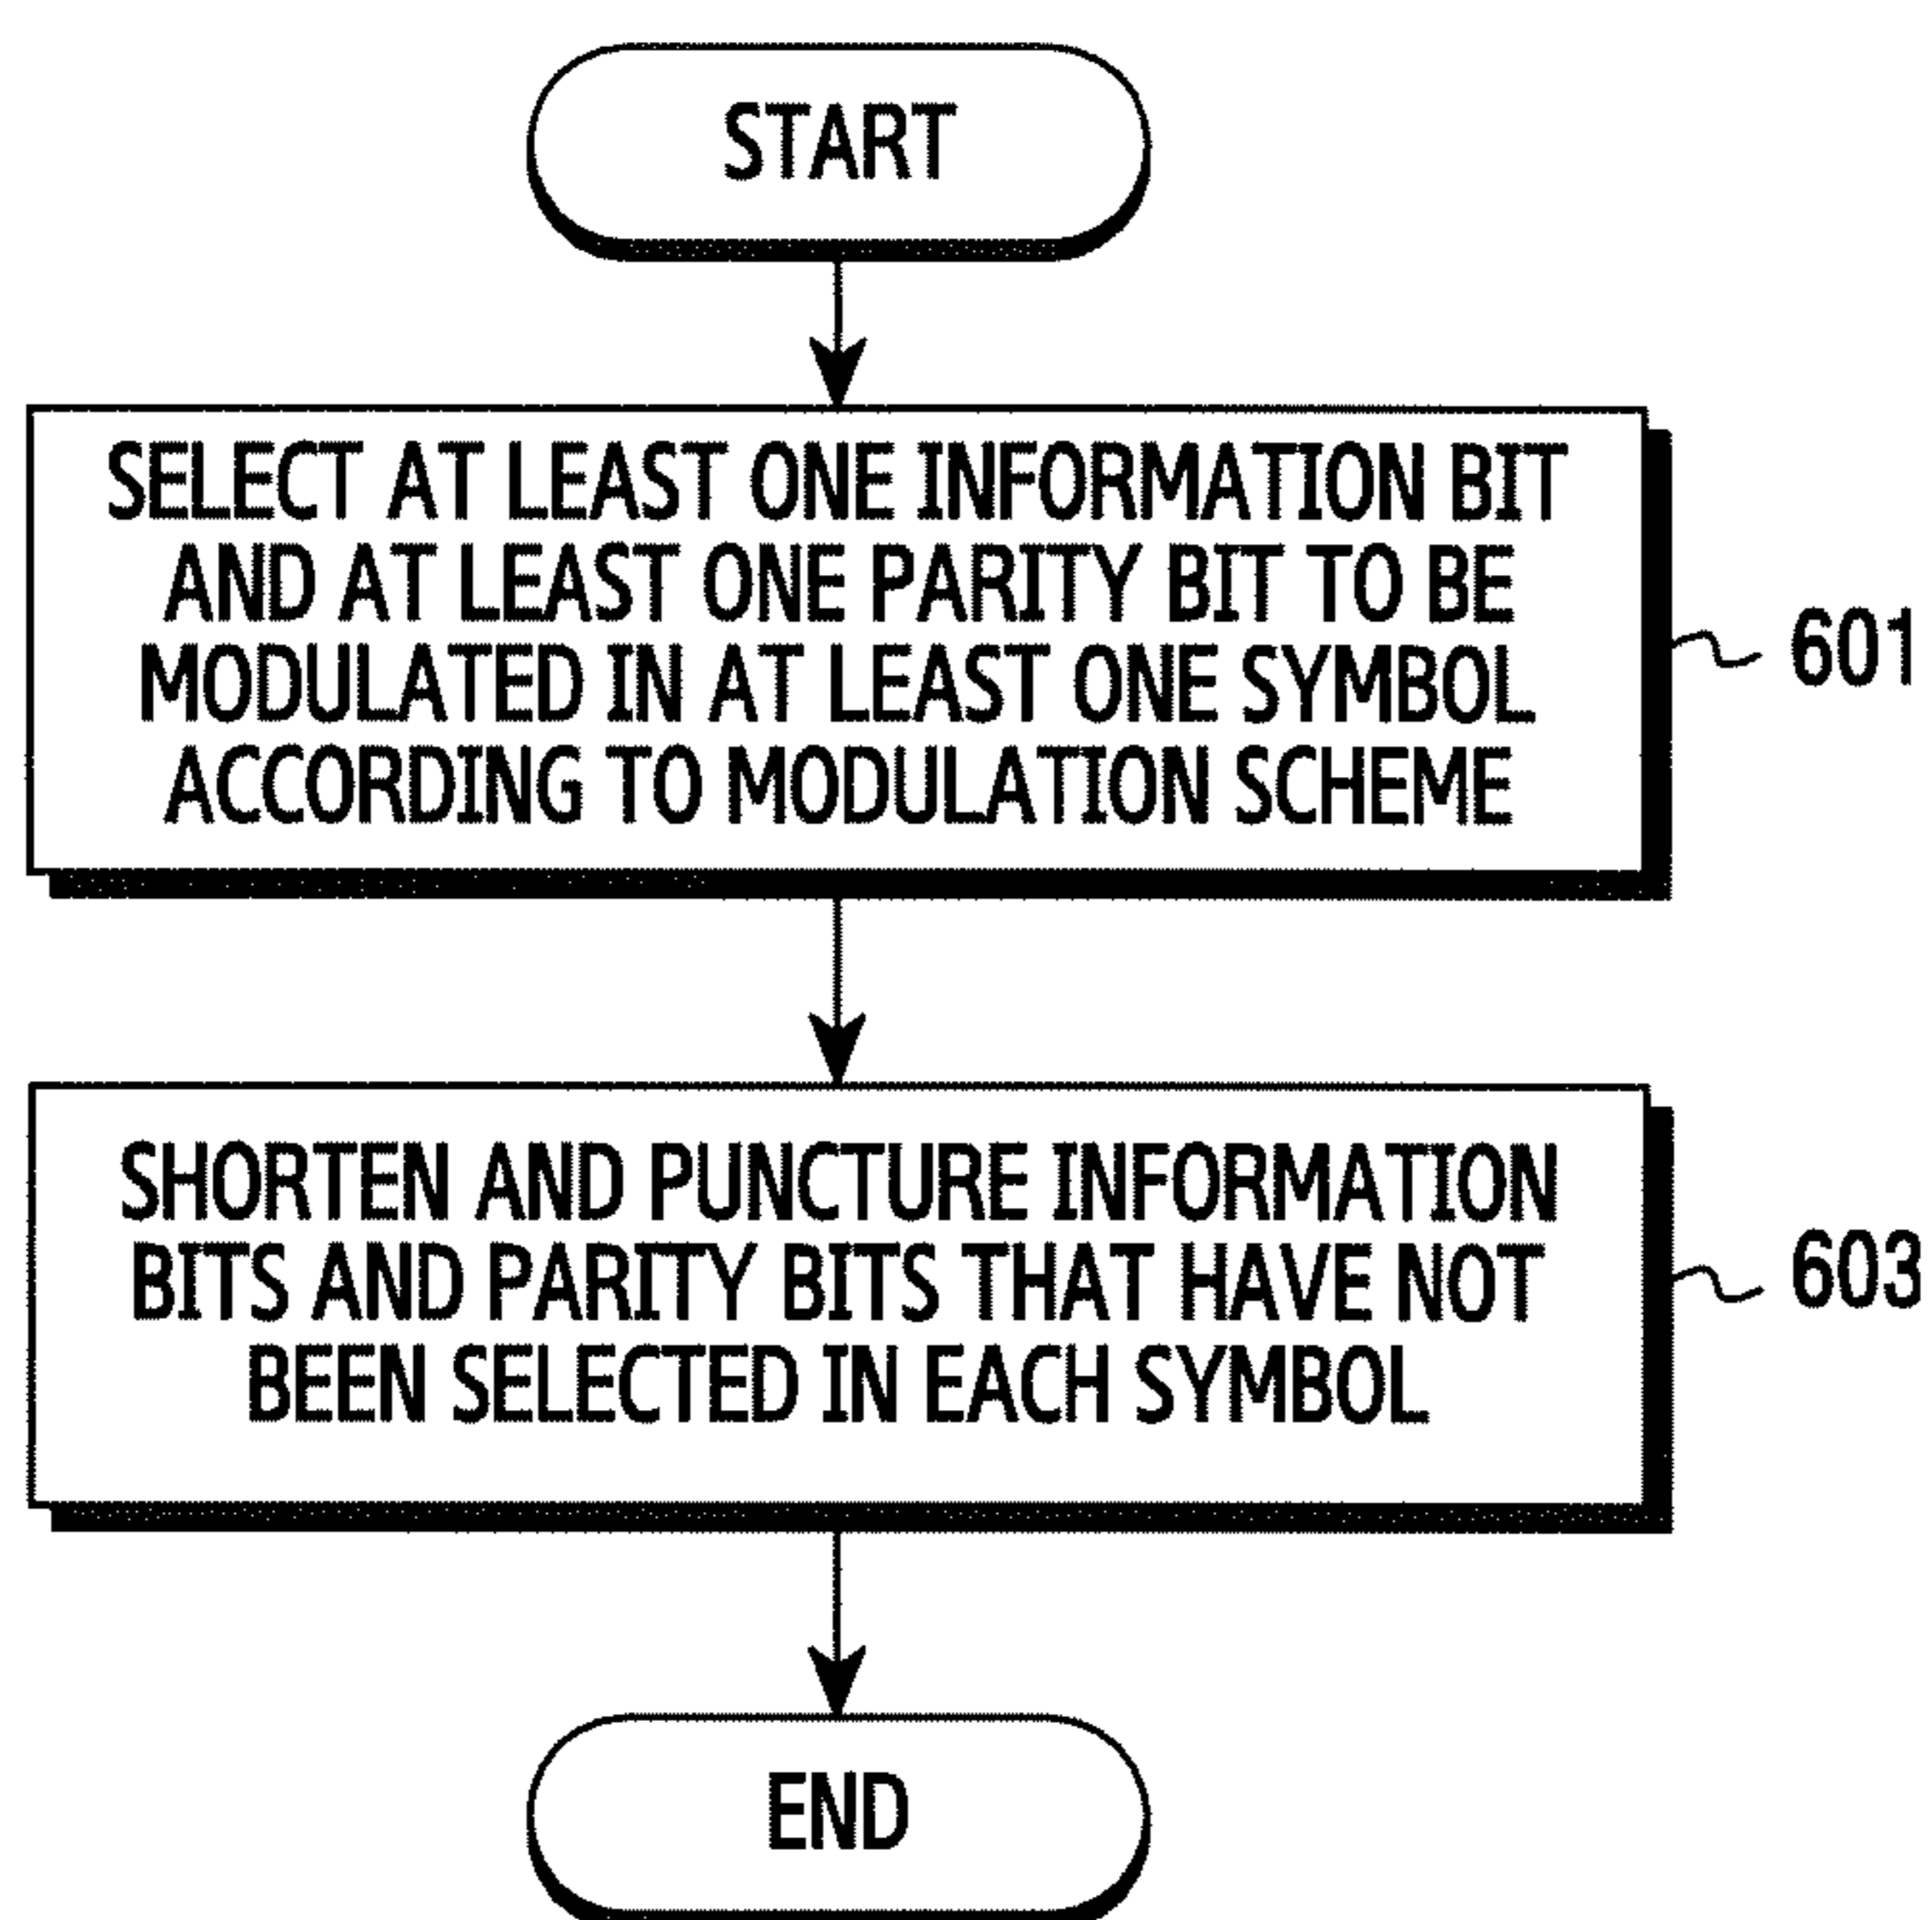 START
SELECT AT LEAST ONE INFORMATION BIT
AND AT LEAST ONE PARITY BIT TO BE
MODULATED IN AT LEAST ONE SYMBOL
ACCORDING TO MODULATION SCHEME
601
SHORTEN AND PUNCTURE INFORMATION
BITS AND PARITY BITS THAT HAVE NOT
BEEN SELECTED IN EACH SYMBOL
603
END